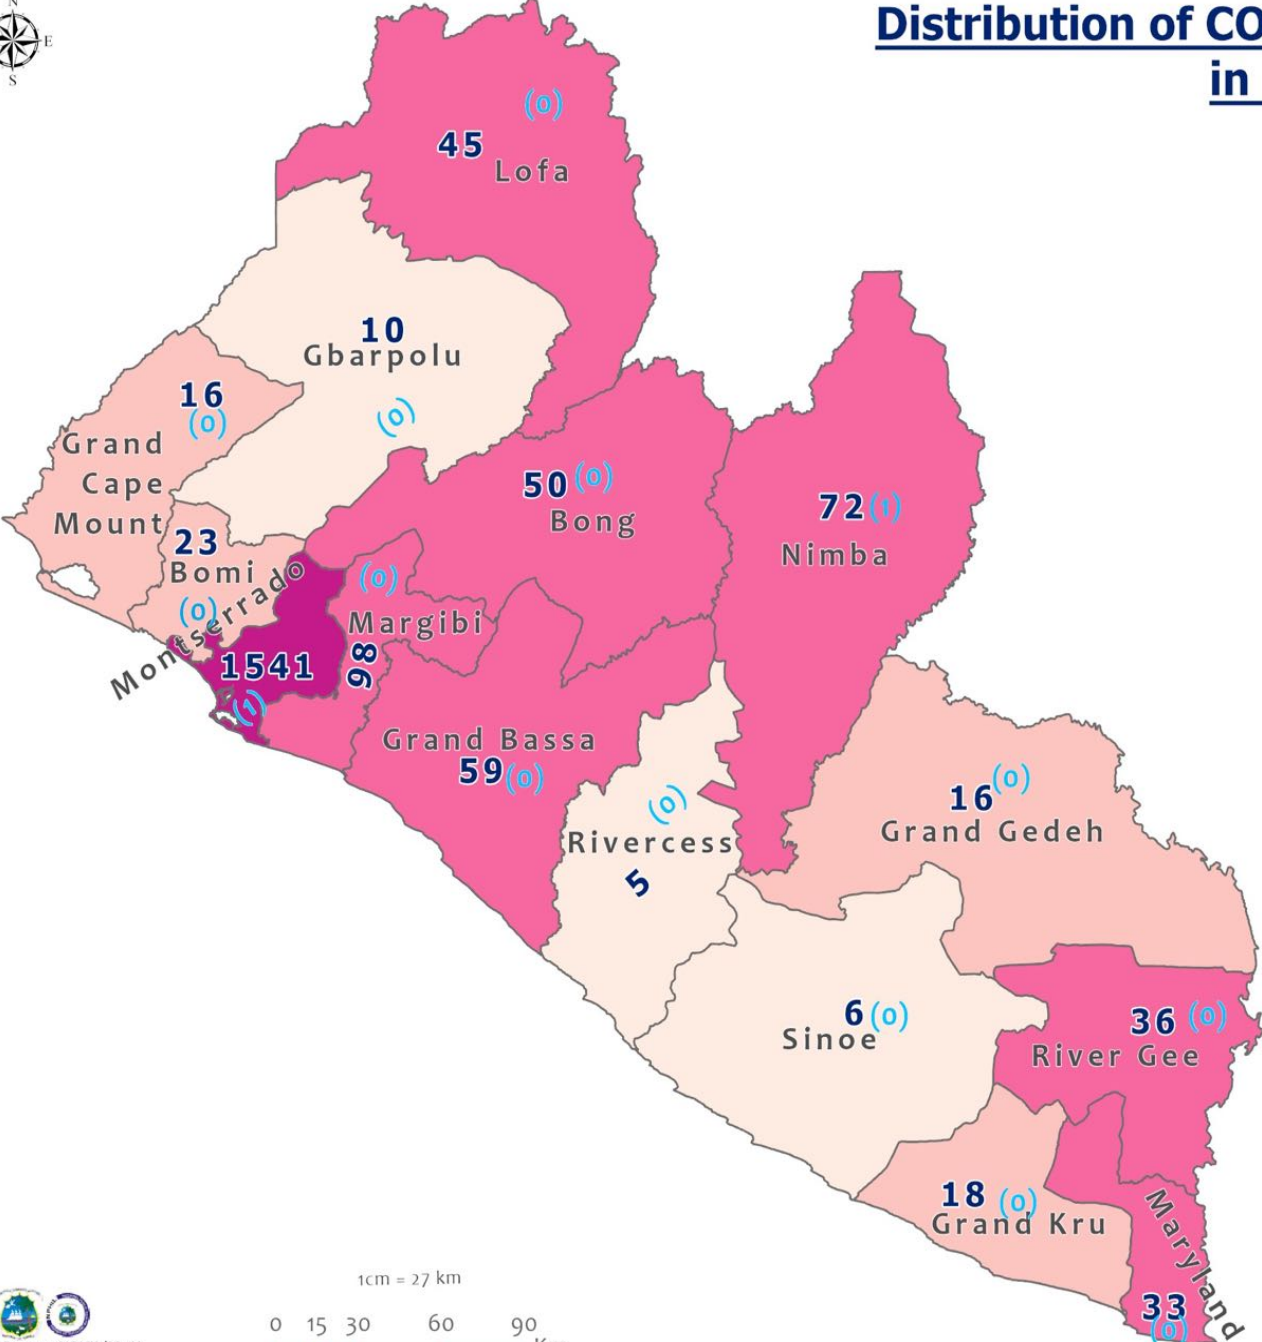 N
E
S
Distribution of CO
in
(0)
45
Lofa
10
Gbarpolu
(0)
16
(0)
Grand
Cape
Mount
50 (0)
Bong
72 (1)
Nimba
23
Bomi
(0)
Montserrado
1541
(1)
(0)
Margibi
98
Grand Bassa
59 (0)
(0)
Rivercess
5
(0)
16
Grand Gedeh
6 (0)
Sinoe
36 (0)
River Gee
18 (0)
Grand Kru
Maryland
33
(0)
1cm = 27 km
0 15 30 60 90